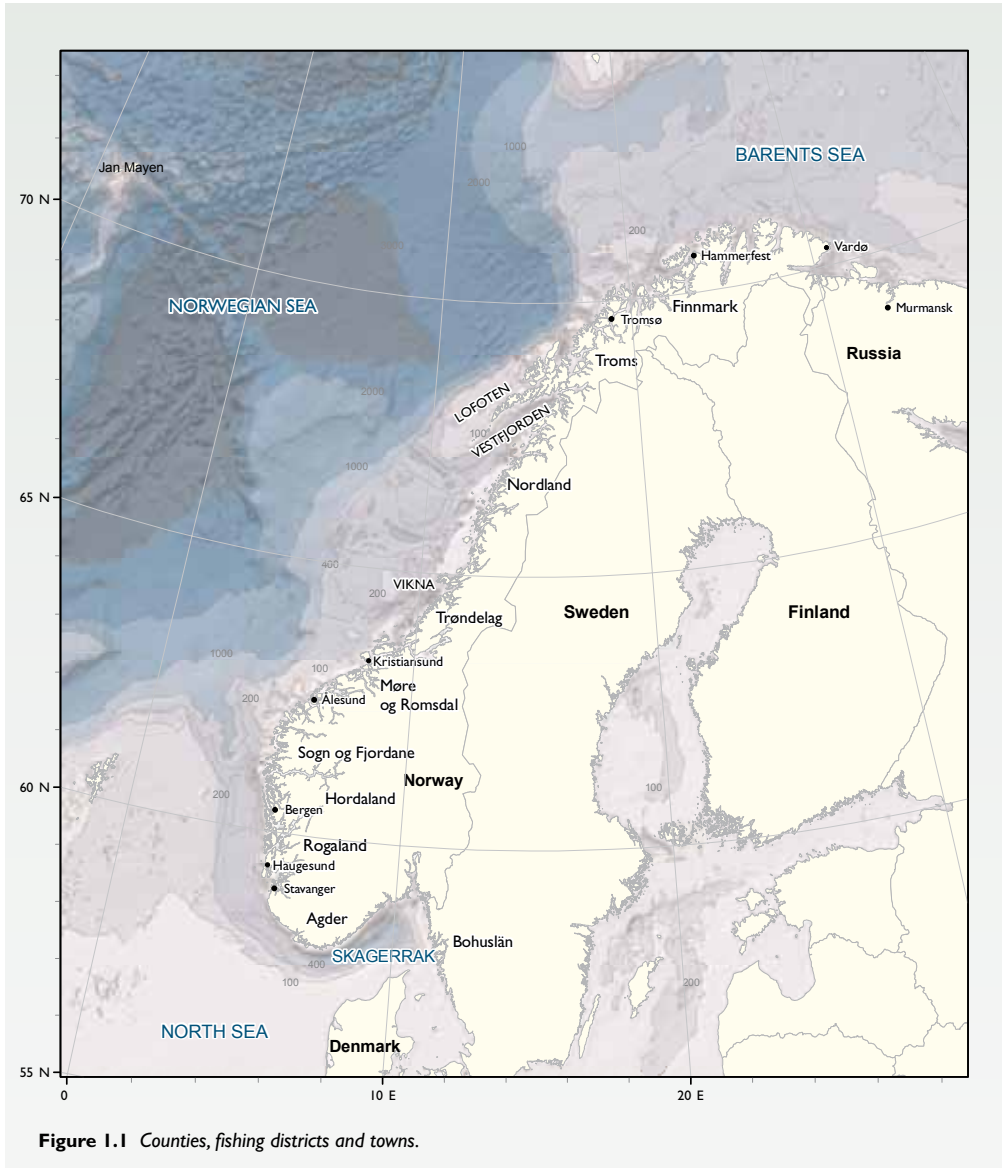 1000
BARENTS SEA
Jan Mayen
2000
70 N
200
Vardø
Hammerfest
NORWEGIAN SEA
Finnmark
Murmansk
Tromsø
Russia
Troms
2000
LOFOTEN
100
VESTFJORDEN
1000
Nordland
65 N
400
VIKNA
200
Sweden
Finland
Trøndelag
1000
Kristiansund
100
Møre
og Romsdal
200
Ålesund
Sogn og Fjordane
Norway
60 N
200
100
Hordaland
Bergen
Rogaland
Haugesund
Stavanger
Agder
Bohuslän
SKAGERRAK
400
100
200
NORTH SEA
Denmark
55 N
0
10 E
20 E
Figure 1.1 Counties, fishing districts and towns.